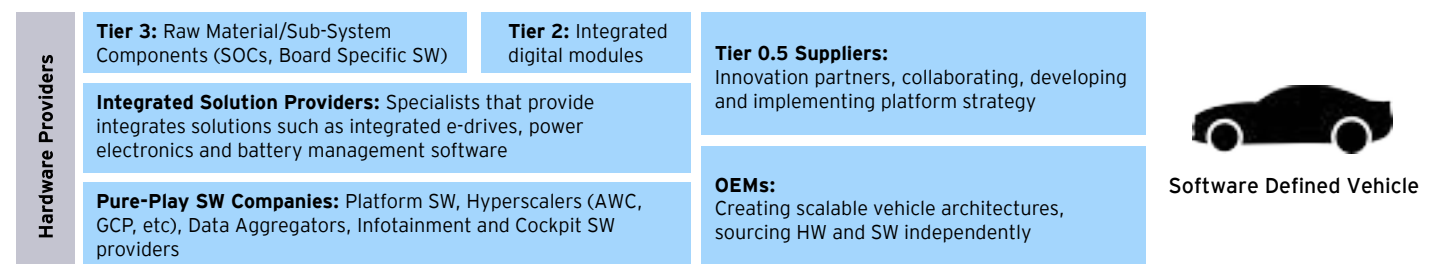 Hardware Providers
Tier 3: Raw Material/Sub-System
Components (SOCs, Board Specific SW)
Tier 2: Integrated
digital modules
Integrated Solution Providers: Specialists that provide
integrates solutions such as integrated e-drives, power
electronics and battery management software
Pure-Play SW Companies: Platform SW, Hyperscalers (AWC,
GCP, etc), Data Aggregators, Infotainment and Cockpit SW
providers
Tier 0.5 Suppliers:
Innovation partners, collaborating, developing
and implementing platform strategy
OEMs:
Creating scalable vehicle architectures,
sourcing HW and SW independently
Software Defined Vehicle